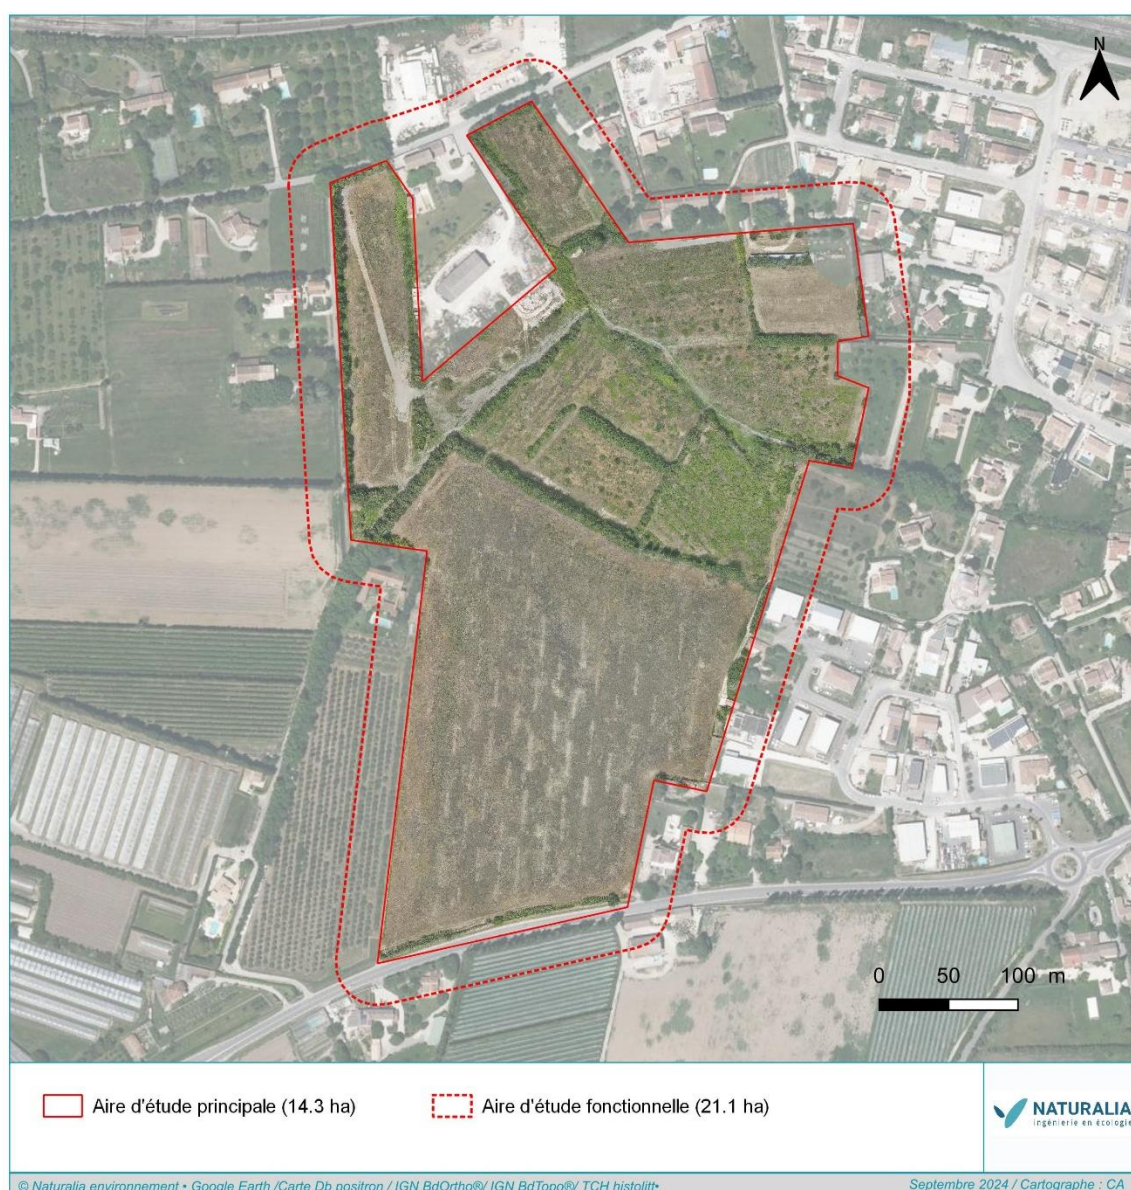 N
0 50 100 m
Aire d'étude principale (14.3 ha)
Aire d'étude fonctionnelle (21.1 ha)
NATURALIA
ingénierie en écologie
© Naturalia environnement • Google Earth /Carte Db positron / IGN BdOrtho®/ IGN BdTopo®/ TCH histolitt•
Septembre 2024 / Cartographe : CA